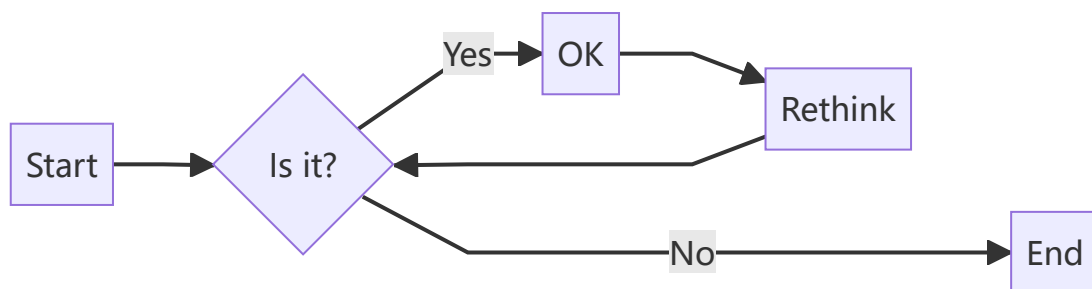 Start
Is it?
Yes
OK
Rethink
No
End